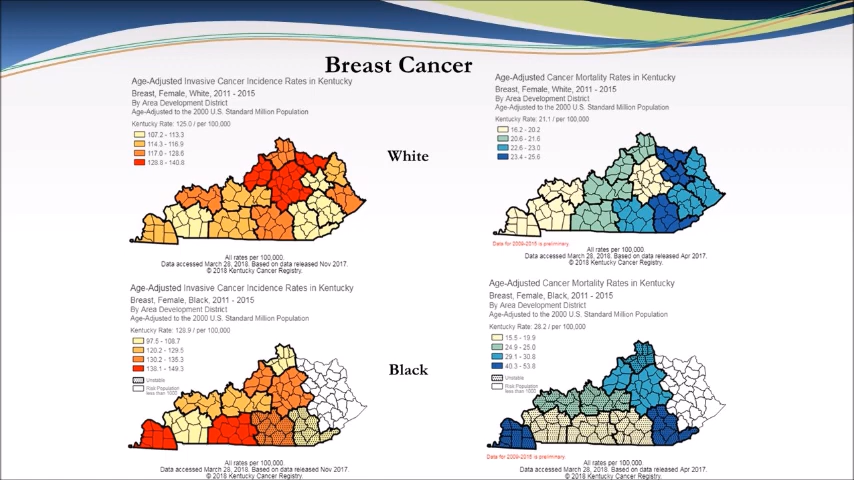 Breast Cancer
Age-Adjusted Invasive Cancer Incidence Rates in Kentucky
Breast, Female, White, 2011 - 2015
By Area Development District
Age-Adjusted to the 2000 U.S. Standard Million Population
Kentucky Rate: 125.0 / per 100,000
107.2 - 113.3
114.3 - 116.9
117.0 - 128.6
128.8 - 140.8
All rates per 100,000.
Data accessed March 28, 2018. Based on data released Nov 2017.
© 2018 Kentucky Cancer Registry.
White
Age-Adjusted Cancer Mortality Rates in Kentucky
Breast, Female, White, 2011 - 2015
By Area Development District
Age-Adjusted to the 2000 U.S. Standard Million Population
Kentucky Rate: 21.1 / per 100,000
16.2 - 20.2
20.6 - 21.6
22.6 - 23.0
23.4 - 25.6
Data for 2009-2015 is preliminary.
All rates per 100,000.
Data accessed March 28, 2018. Based on data released Apr 2017.
© 2018 Kentucky Cancer Registry.
Age-Adjusted Invasive Cancer Incidence Rates in Kentucky
Breast, Female, Black, 2011 - 2015
By Area Development District
Age-Adjusted to the 2000 U.S. Standard Million Population
Kentucky Rate: 128.9 / per 100,000
97.5 - 108.7
120.2 - 129.5
130.2 - 135.3
138.1 - 149.3
Unstable
Risk Population
less than 1000
All rates per 100,000.
Data accessed March 28, 2018. Based on data released Nov 2017.
© 2018 Kentucky Cancer Registry.
Black
Age-Adjusted Cancer Mortality Rates in Kentucky
Breast, Female, Black, 2011 - 2015
By Area Development District
Age-Adjusted to the 2000 U.S. Standard Million Population
Kentucky Rate: 28.2 / per 100,000
15.5 - 19.9
24.9 - 25.0
29.1 - 30.8
40.3 - 53.8
Unstable
Risk Population
less than 1000
Data for 2009-2015 is preliminary.
All rates per 100,000.
Data accessed March 28, 2018. Based on data released Apr 2017.
© 2018 Kentucky Cancer Registry.